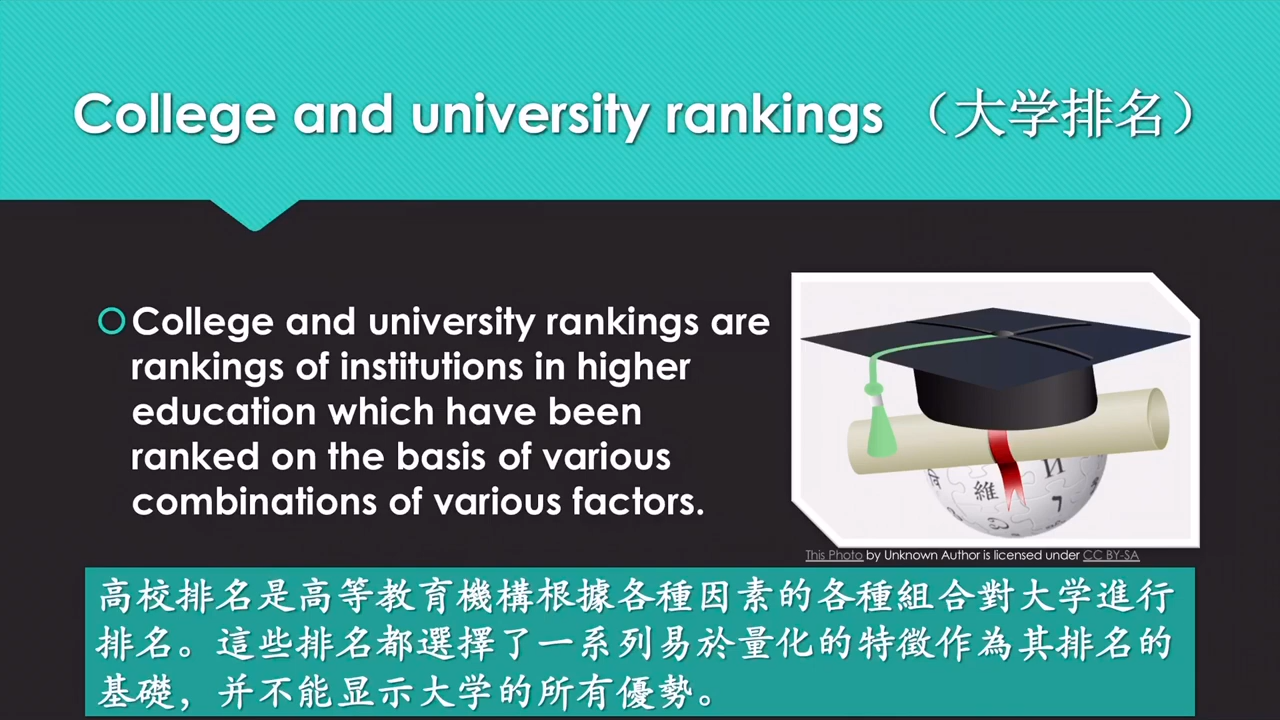 College and university rankings （大学排名）
College and university rankings are
rankings of institutions in higher
education which have been
ranked on the basis of various
combinations of various factors.
維
И
7
This Photo by Unknown Author is licensed under CC BY-SA
高校排名是高等教育機構根據各種因素的各種組合對大学進行
排名。這些排名都選擇了一系列易於量化的特徵作為其排名的
基礎，并不能显示大学的所有優勢。